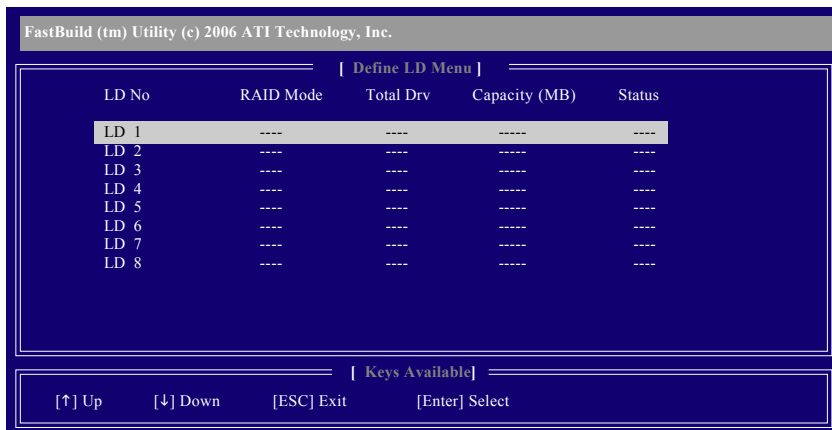 FastBuild (tm) Utility (c) 2006 ATI Technology, Inc.
[ Define LD Menu ]
LD No RAID Mode Total Drv Capacity (MB) Status
LD 1 ---- ---- ----- ----
LD 2 ---- ---- ----- ----
LD 3 ---- ---- ----- ----
LD 4 ---- ---- ----- ----
LD 5 ---- ---- ----- ----
LD 6 ---- ---- ----- ----
LD 7 ---- ---- ----- ----
LD 8 ---- ---- ----- ----
[ Keys Available]
[↑] Up [↓] Down [ESC] Exit [Enter] Select